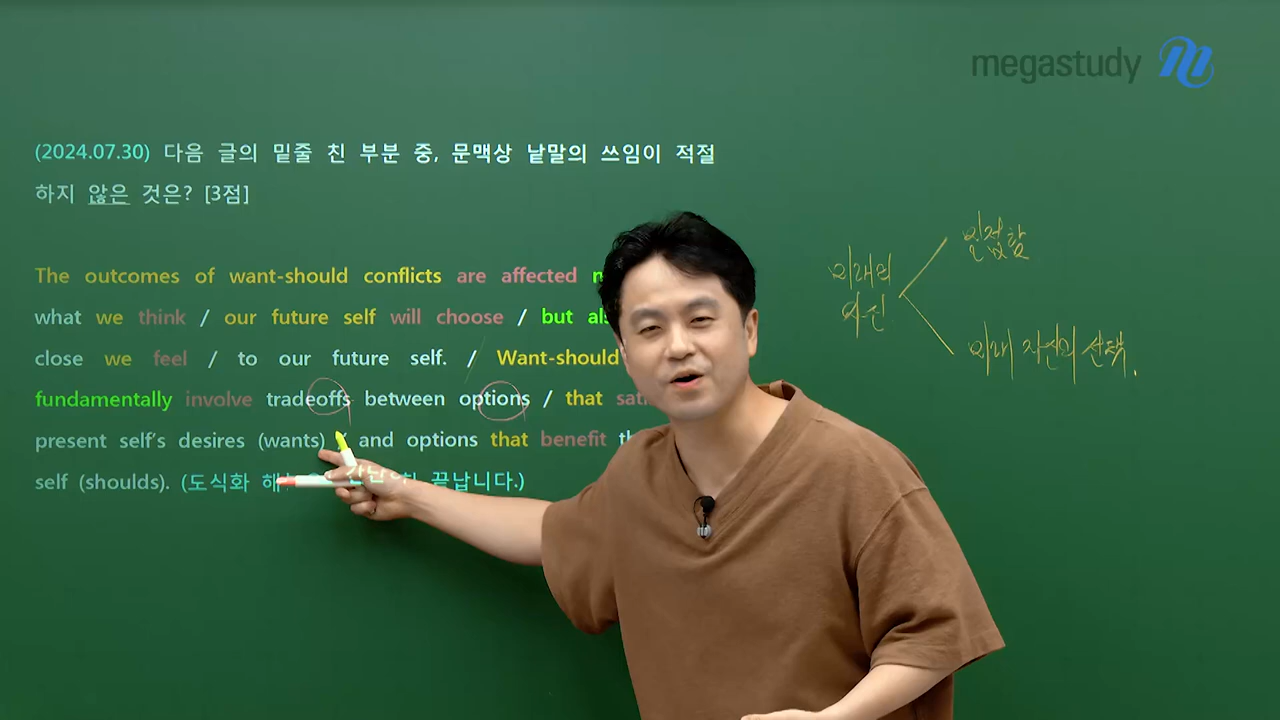 megastudy
(2024.07.30) 다음 글의 밑줄 친 부분 중, 문맥상 낱말의 쓰임이 적절
하지 않은 것은? [3점]
The outcomes of want-should conflicts are affected
what we think / our future self will choose / but
close we feel / to our future self. / Want-should
fundamentally involve tradeoffs between options / that
present self's desires (wants) / and options that benefit
self (shoulds). (도식화 끝납니다.)
미래의
자신
인접함
미래 자신의 선택.